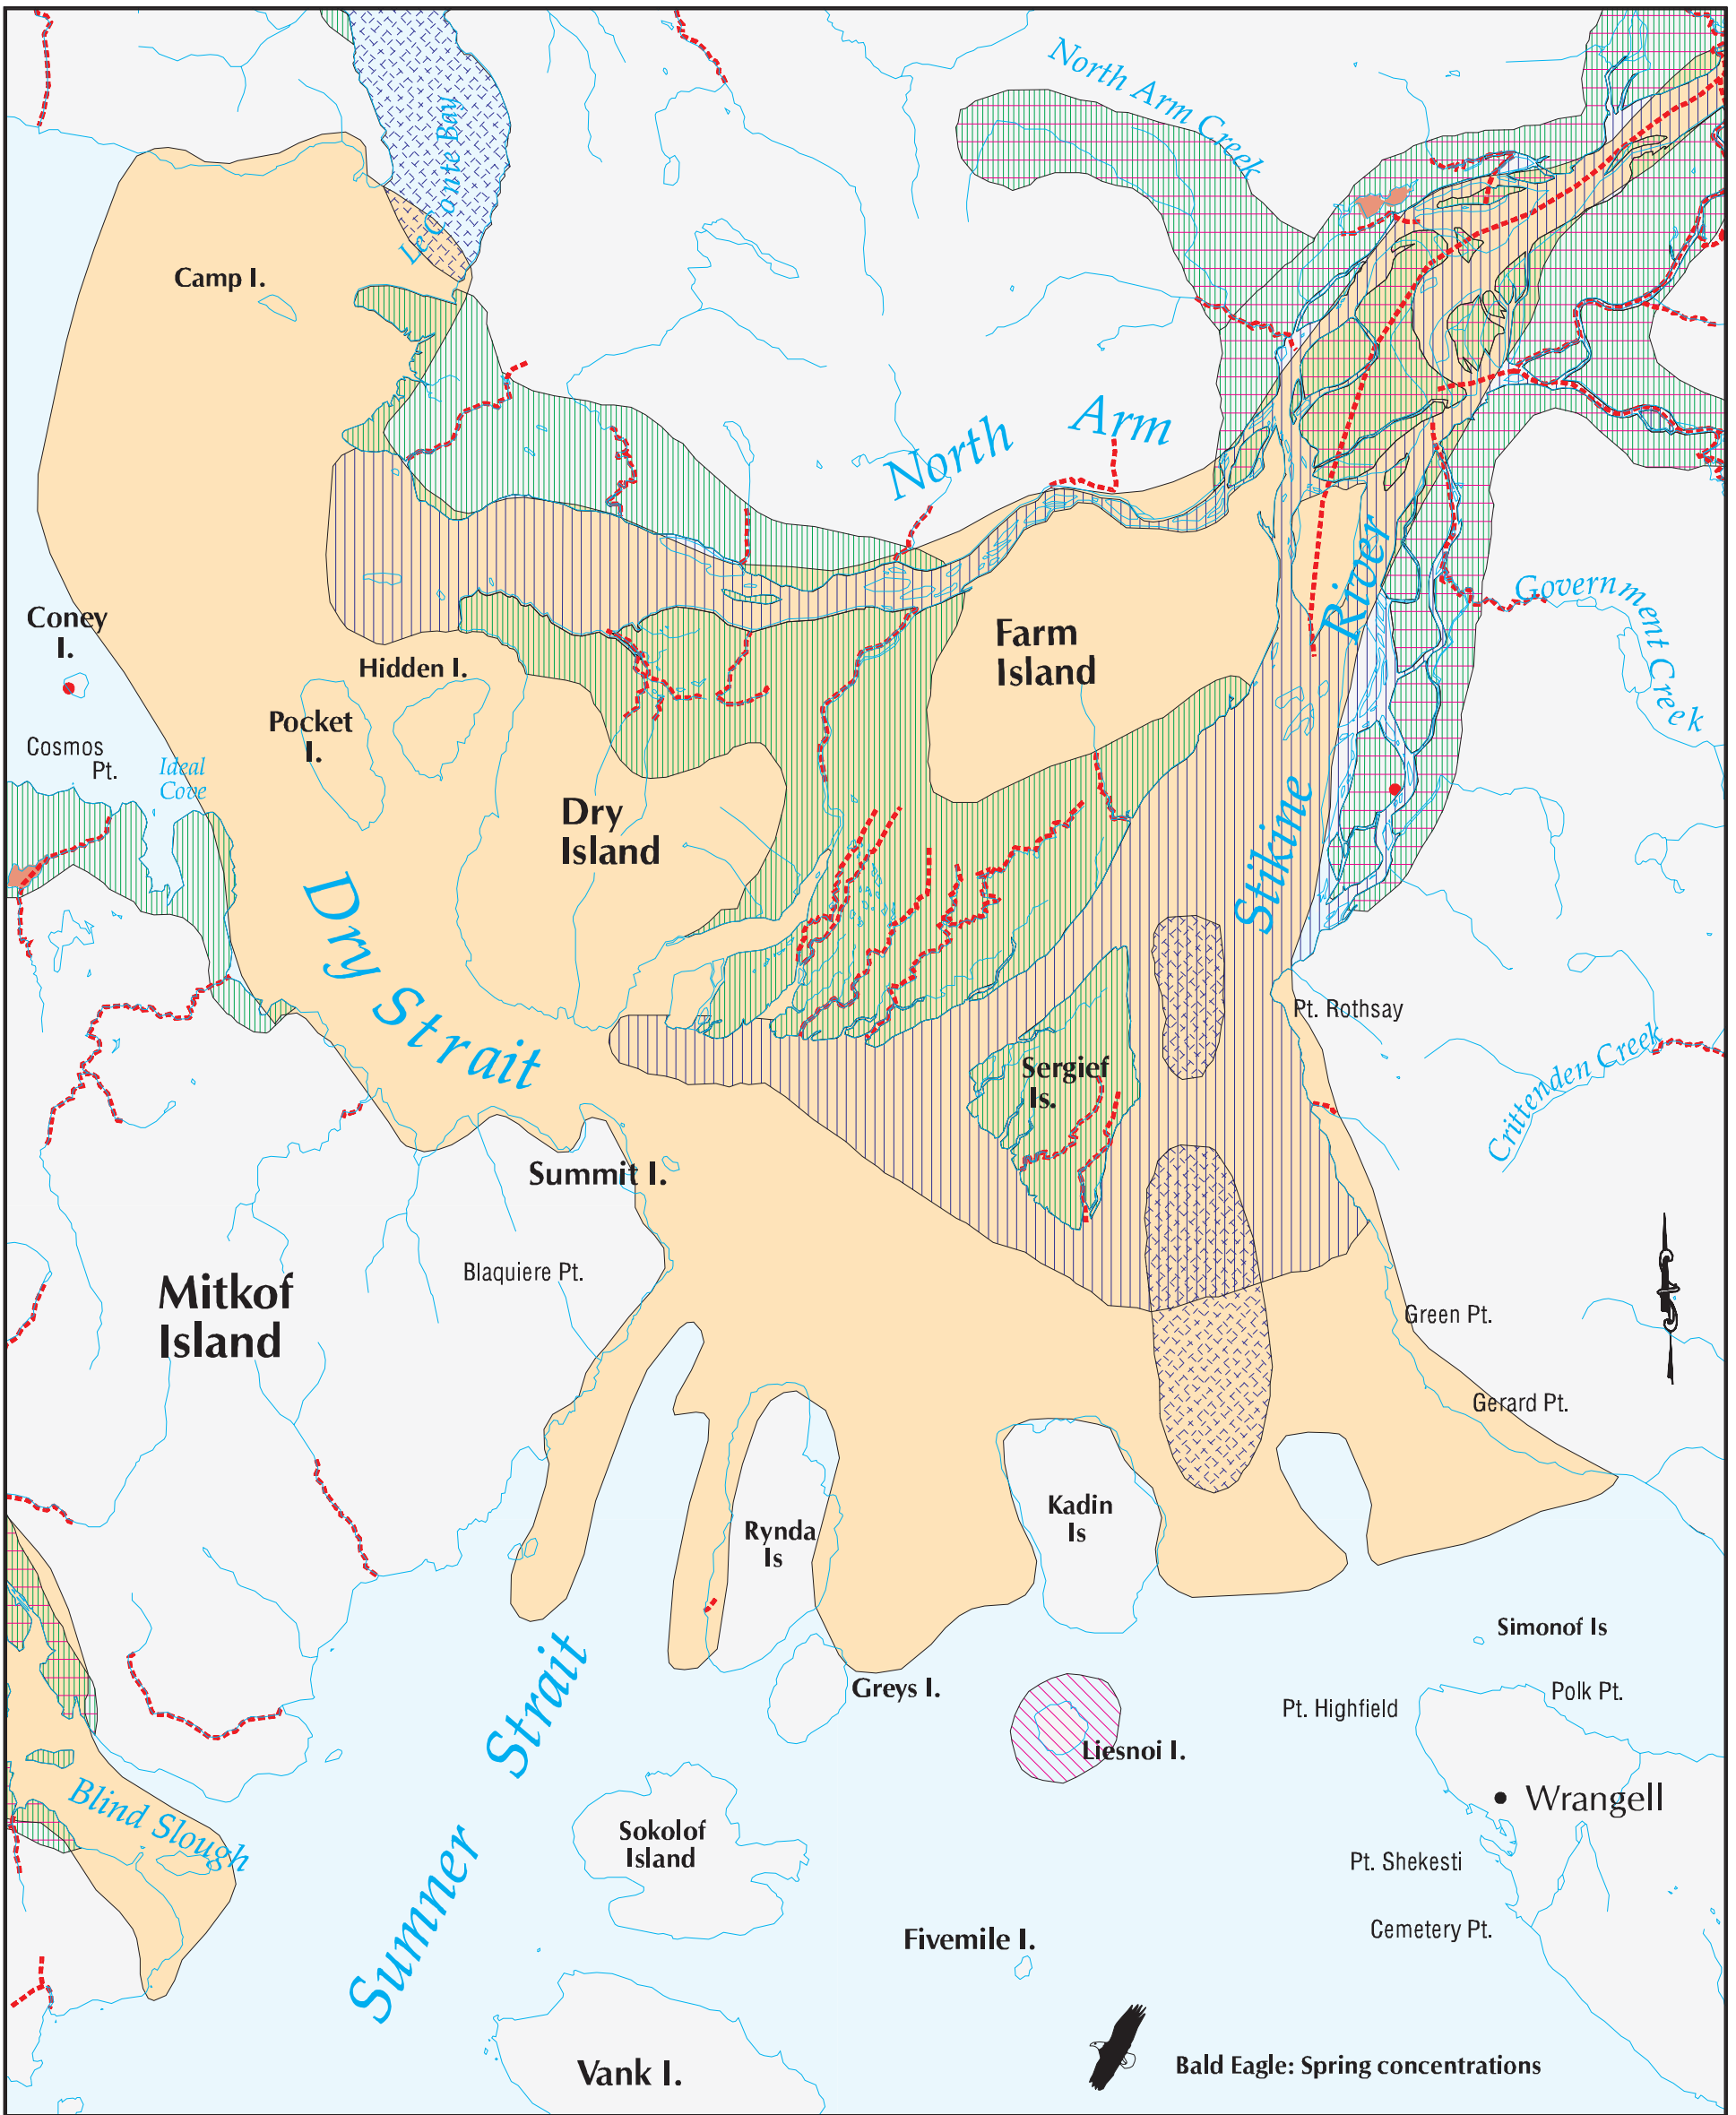 North Arm Creek
Le Conte Bay
Camp I.
North Arm
Coney
I.
Farm
Island
River
Government Creek
Hidden I.
Pocket
I.
Cosmos
Pt.
Ideal
Cove
Dry
Island
Stikine
Dry Strait
Pt. Rothsay
Sergief
Is.
Crittenden Creek
Summit I.
Blaquiere Pt.
Mitkof
Island
Green Pt.
Gerard Pt.
Kadin
Is
Rynda
Is
Simonof Is
Greys I.
Polk Pt.
Pt. Highfield
Liesnoi I.
Sumner Strait
Wrangell
Blind Slough
Sokolof
Island
Pt. Shekesti
Cemetery Pt.
Fivemile I.
Vank I.
Bald Eagle: Spring concentrations